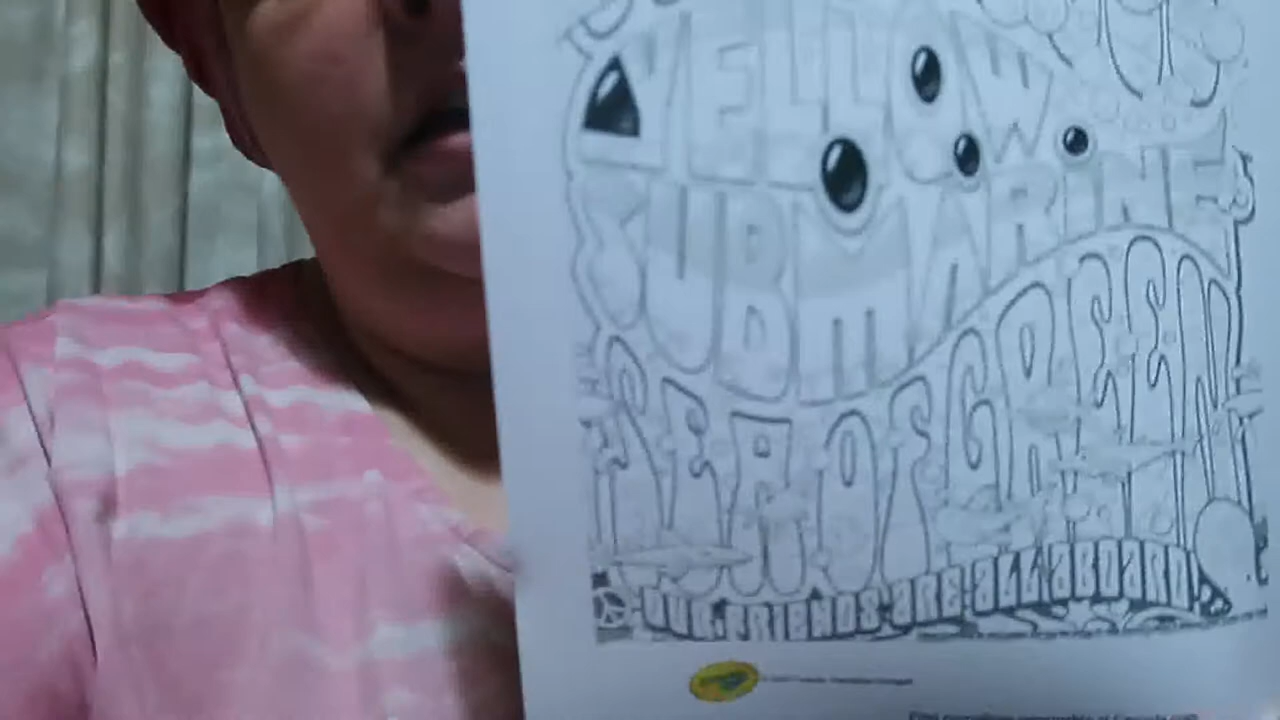 YELLOW
SUBMARINE
SEA OF GREEN
OUR FRIENDS ARE ALL ABOARD!